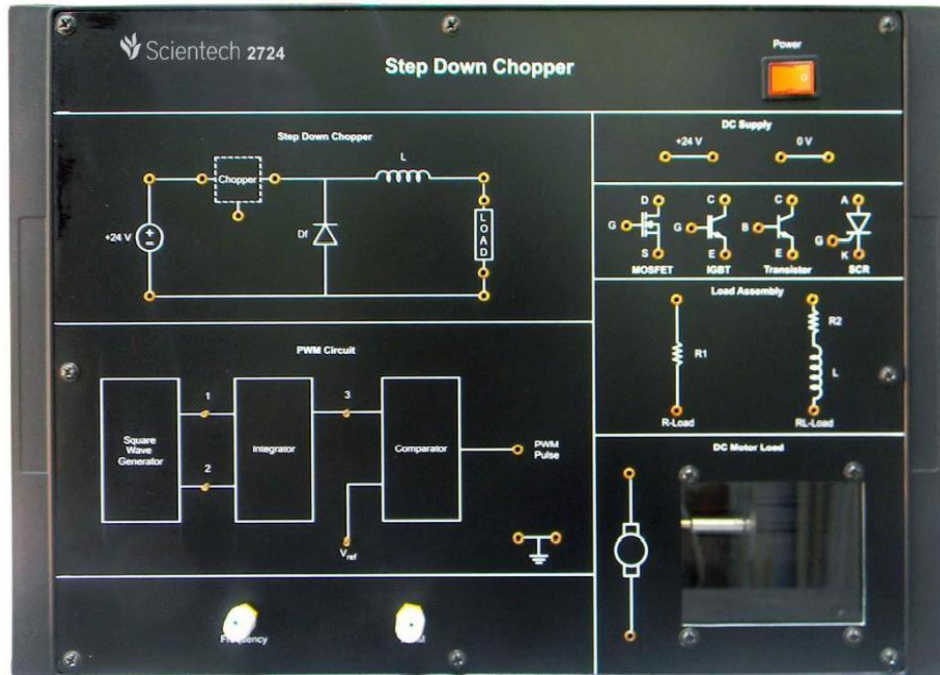 Scientech 2724
Step Down Chopper
Power
Step Down Chopper
Chopper
L
+24 V
Df
LOAD
DC Supply
+24 V
0 V
D
G
S
MOSFET
C
G
E
IGBT
C
B
E
Transistor
A
G
K
SCR
Load Assembly
R1
R-Load
R2
L
RL-Load
PWM Circuit
Square
Wave
Generator
1
2
Integrator
3
Comparator
Vref
PWM
Pulse
DC Motor Load
Frequency